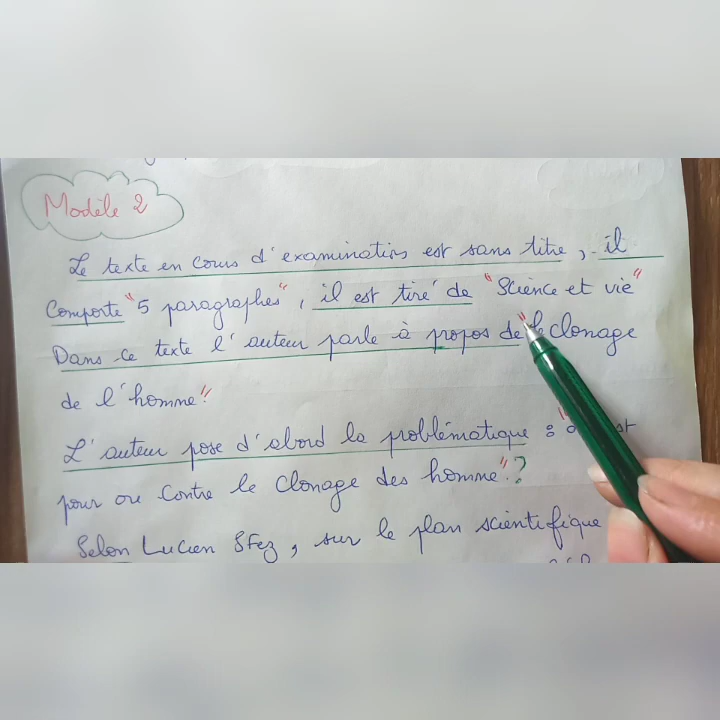 Modèle 2
Le texte en cours d'examination est sans titre, il
Comporte "5 paragraphes", il est tiré de "Science et vie"
Dans ce texte l'auteur parle à propos de "le clonage
de l'homme"
L'auteur pose d'abord la problématique : "
pour ou contre le clonage des homme"?
Selon Lucien Sfez, sur le plan scientifique